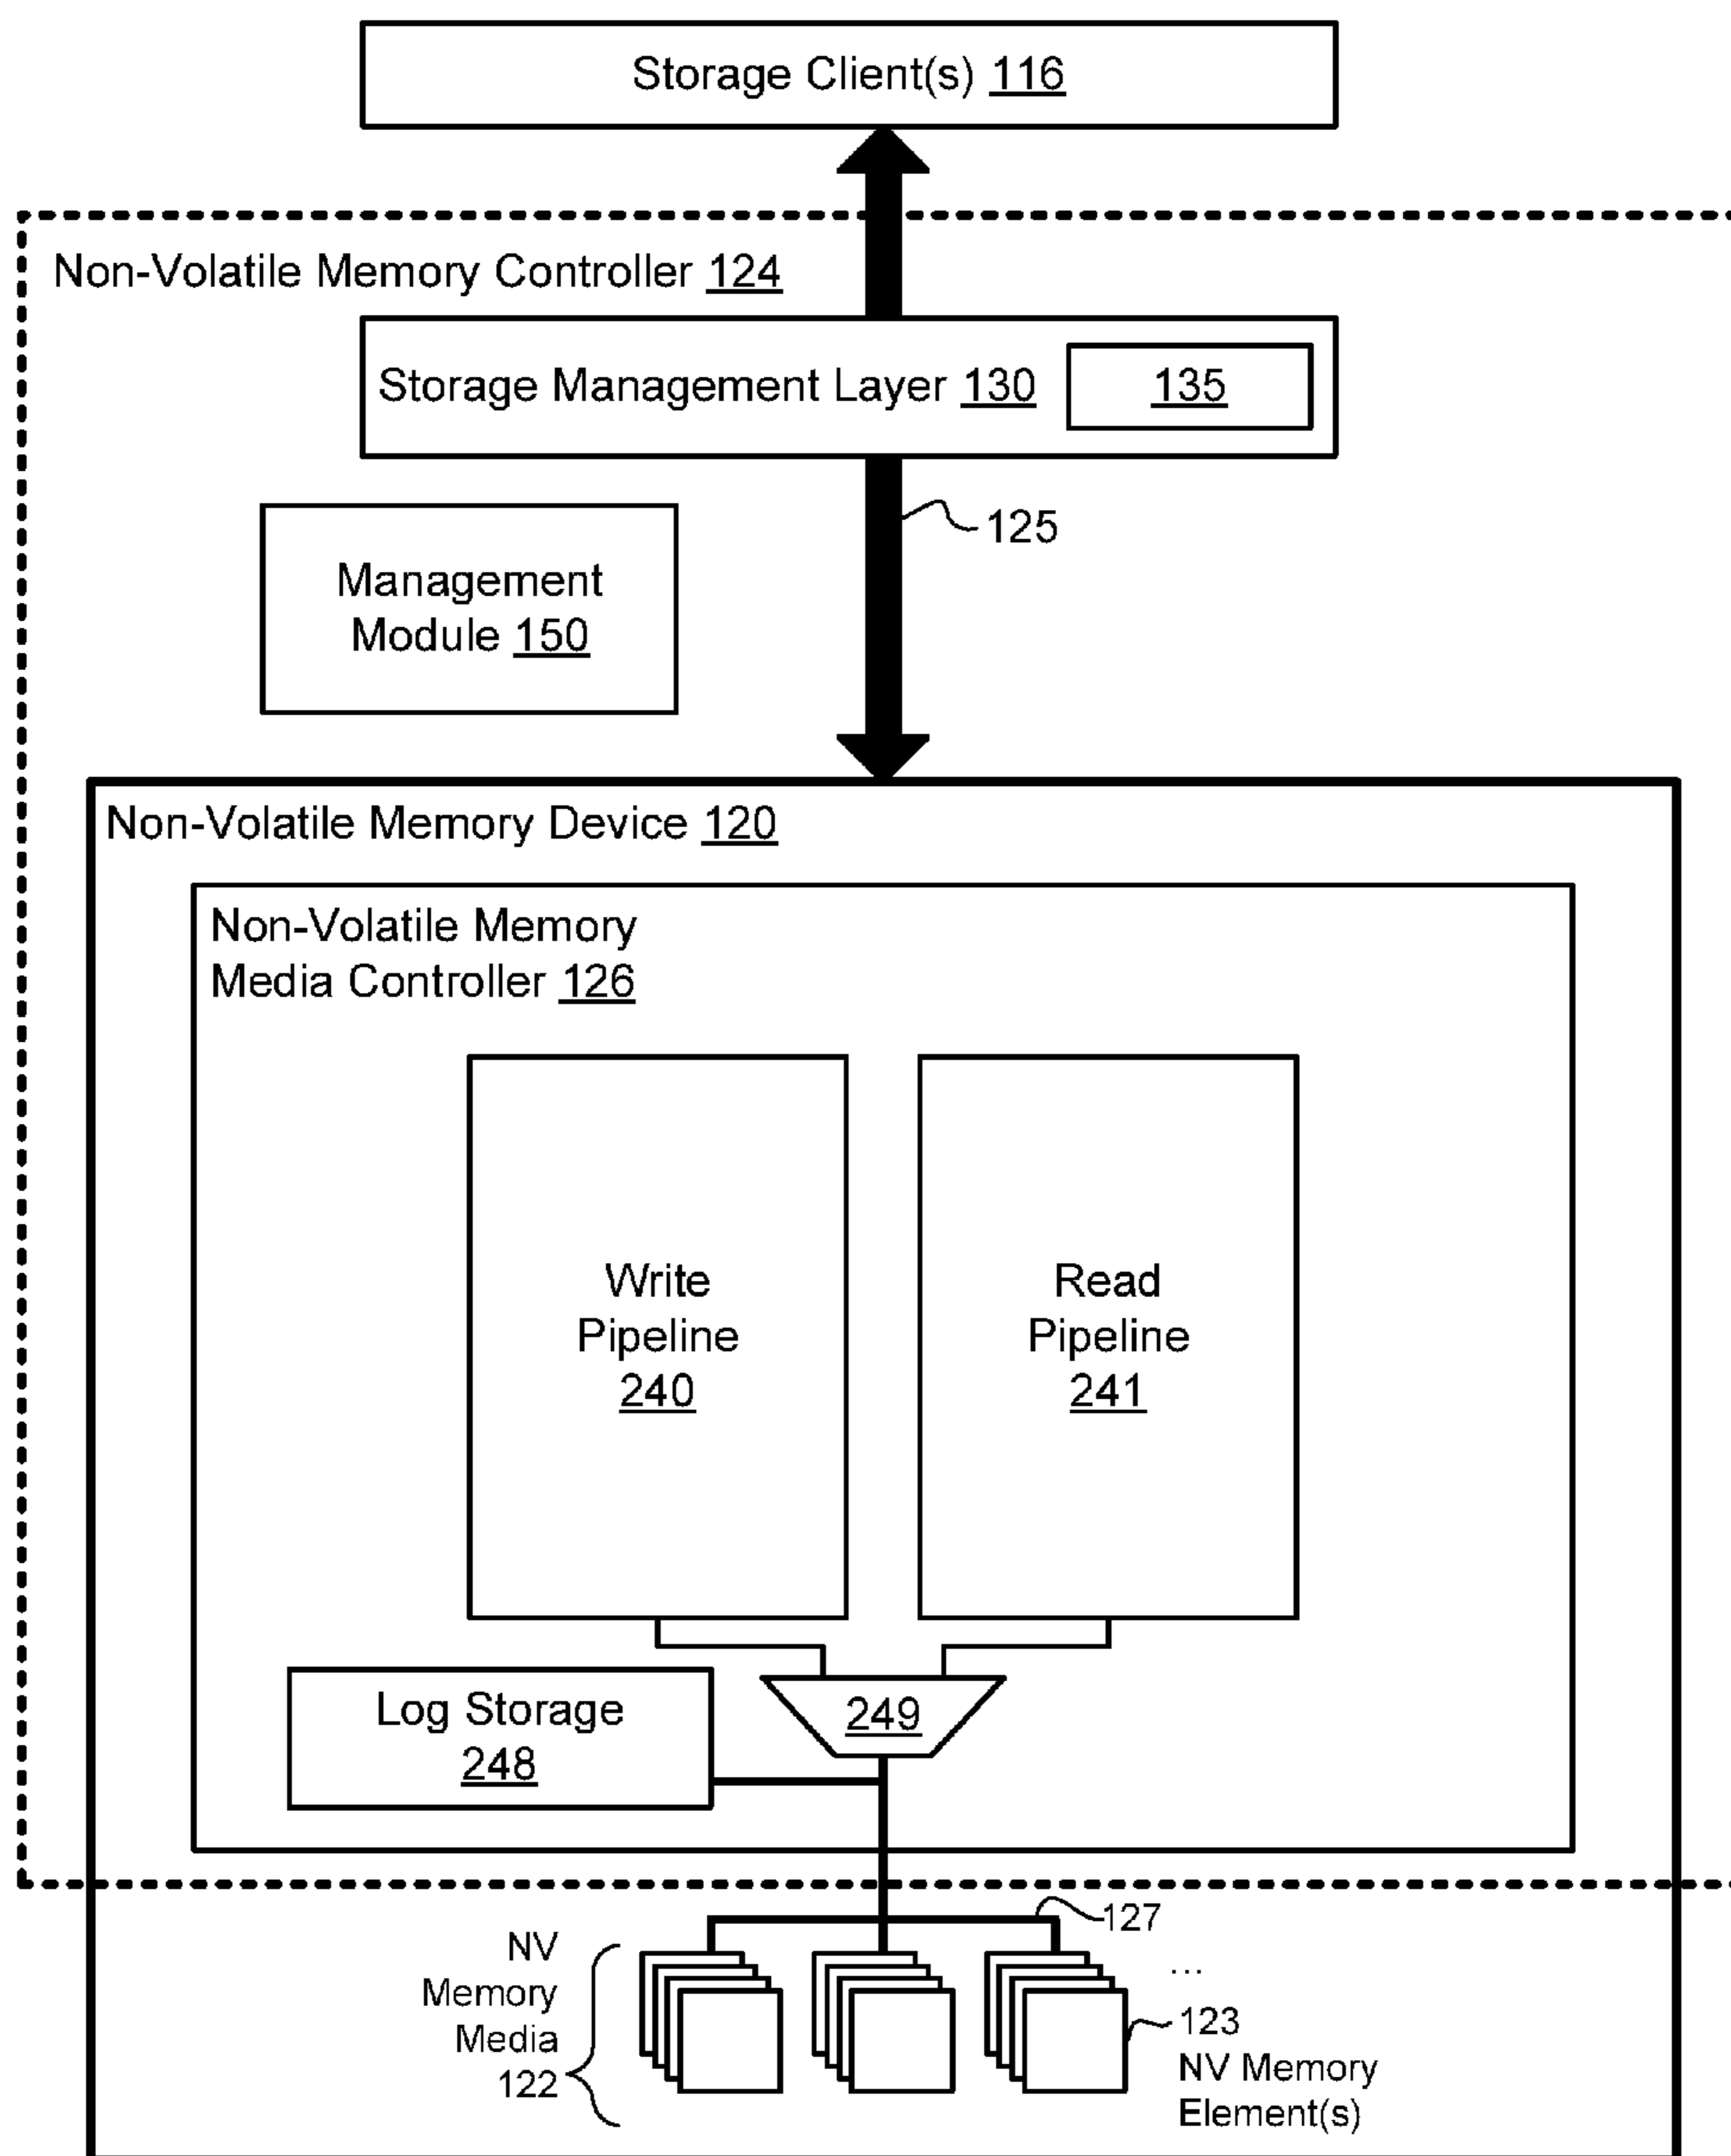 Storage Client(s) 116
Non-Volatile Memory Controller 124
Storage Management Layer 130
135
125
Management
Module 150
Non-Volatile Memory Device 120
Non-Volatile Memory
Media Controller 126
Write
Pipeline
240
Read
Pipeline
241
Log Storage
248
249
127
NV
Memory
Media
122
...
123
NV Memory
Element(s)